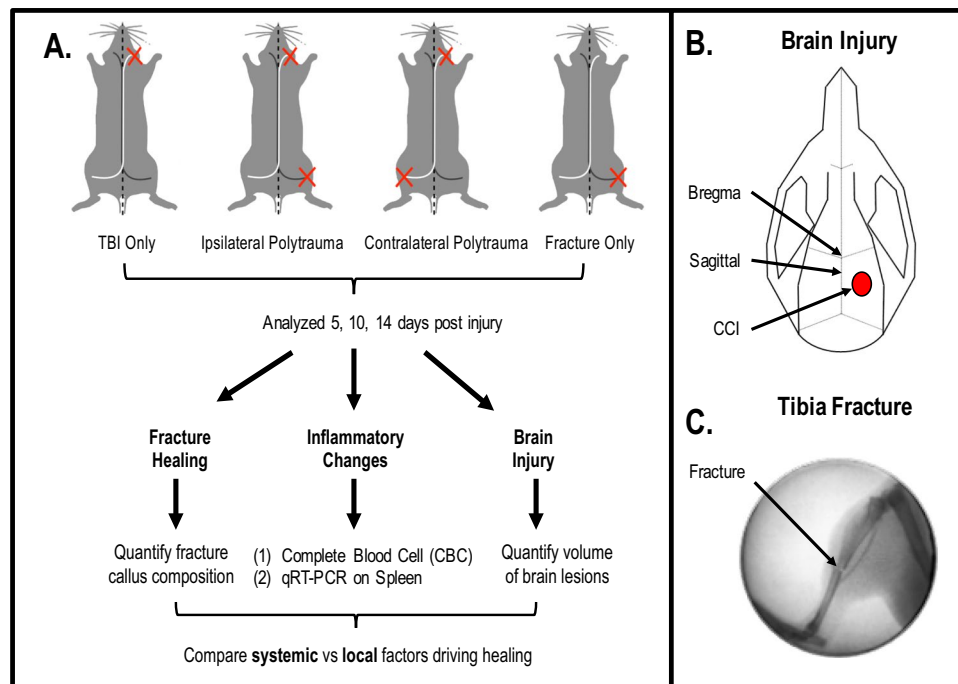 A.
TBI Only
Ipsilateral Polytrauma
Contralateral Polytrauma
Fracture Only
Analyzed 5, 10, 14 days post injury
Fracture
Healing
Inflammatory
Changes
Brain
Injury
Quantify fracture
callus composition
(1) Complete Blood Cell (CBC)
(2) qRT-PCR on Spleen
Quantify volume
of brain lesions
Compare systemic vs local factors driving healing
B.
Brain Injury
Bregma
Sagittal
CCI
C.
Tibia Fracture
Fracture